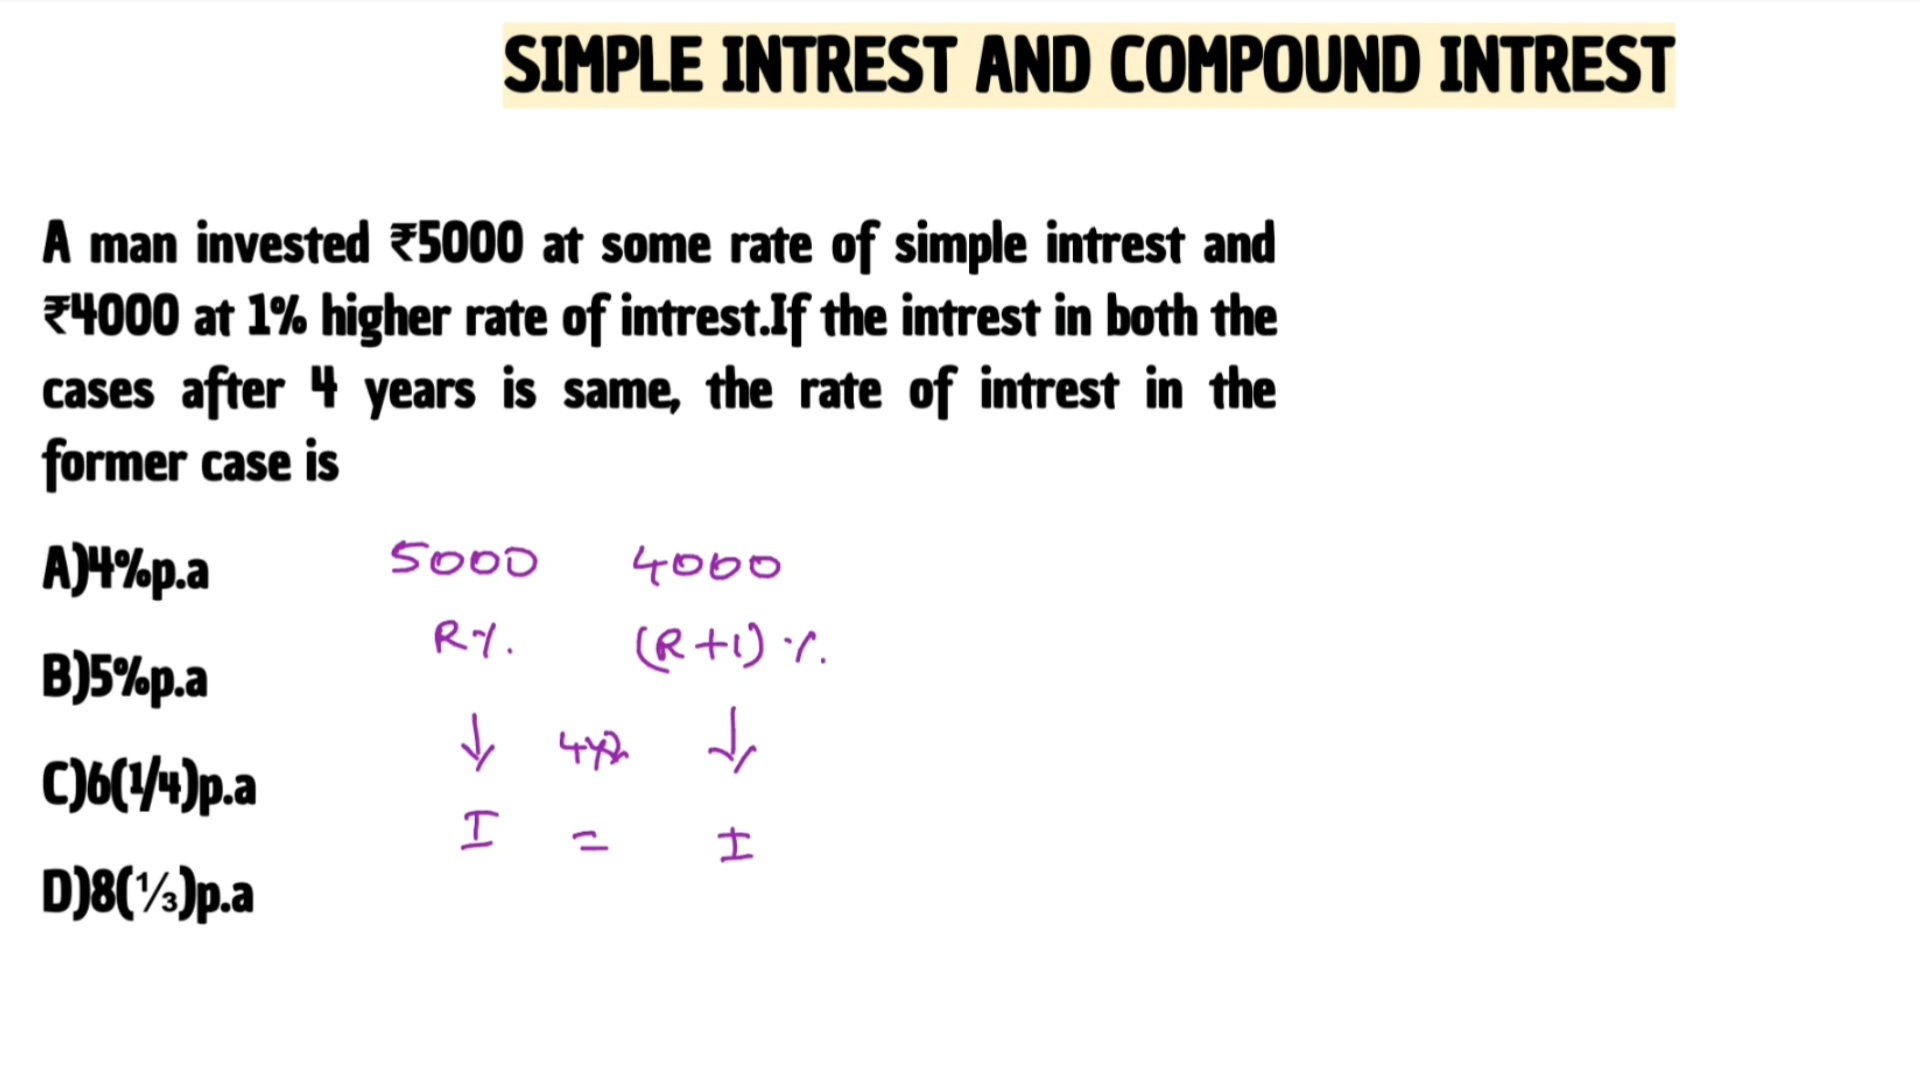 SIMPLE INTREST AND COMPOUND INTREST
A man invested ₹5000 at some rate of simple intrest and
₹4000 at 1% higher rate of intrest.If the intrest in both the
cases after 4 years is same, the rate of intrest in the
former case is
A)4%p.a
B)5%p.a
C)6(1/4)p.a
D)8(⅓)p.a
5000 4000
R% (R+1)%
↓ 4yr ↓
I = I